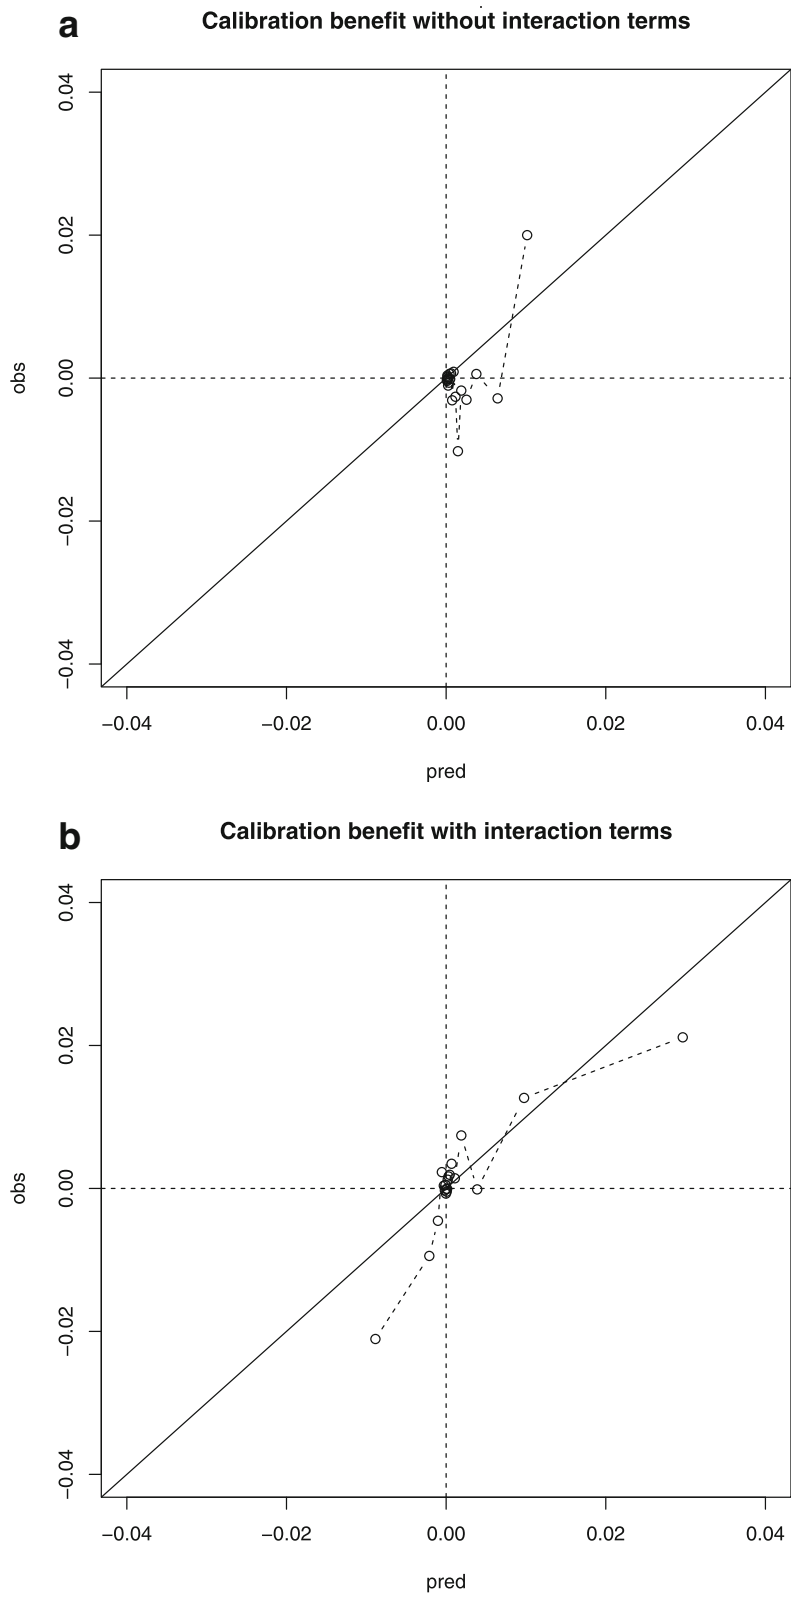 a
Calibration benefit without interaction terms
0.04
0.02
0.00
−0.02
−0.04
obs
−0.04 −0.02 0.00 0.02 0.04
pred
b
Calibration benefit with interaction terms
0.04
0.02
0.00
−0.02
−0.04
obs
−0.04 −0.02 0.00 0.02 0.04
pred